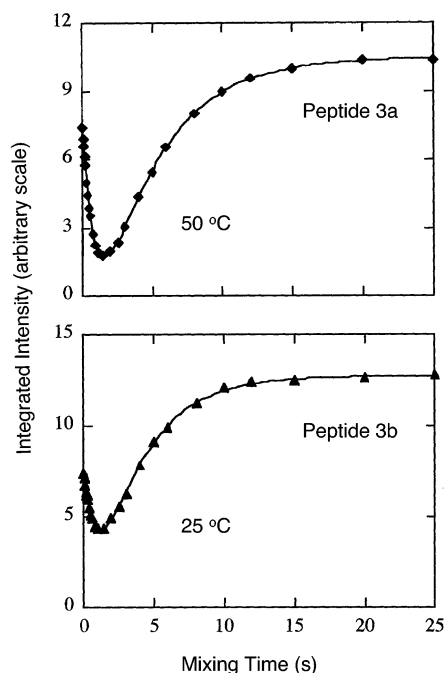 12
9
6
3
0
Peptide 3a
50 °C
Integrated Intensity (arbitrary scale)
15
10
5
0
Peptide 3b
25 °C
0 5 10 15 20 25
Mixing Time (s)